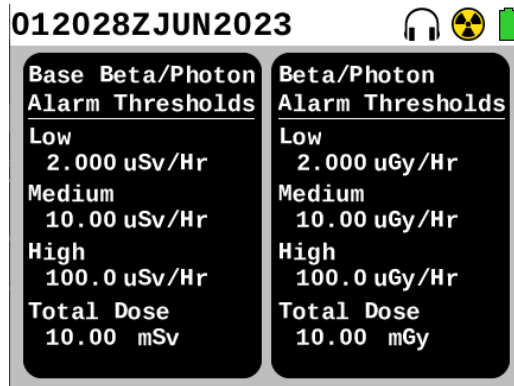 012028ZJUN2023
Base Beta/Photon
Alarm Thresholds
Low
2.000 uSv/Hr
Medium
10.00 uSv/Hr
High
100.0 uSv/Hr
Total Dose
10.00 mSv
Beta/Photon
Alarm Thresholds
Low
2.000 uGy/Hr
Medium
10.00 uGy/Hr
High
100.0 uGy/Hr
Total Dose
10.00 mGy